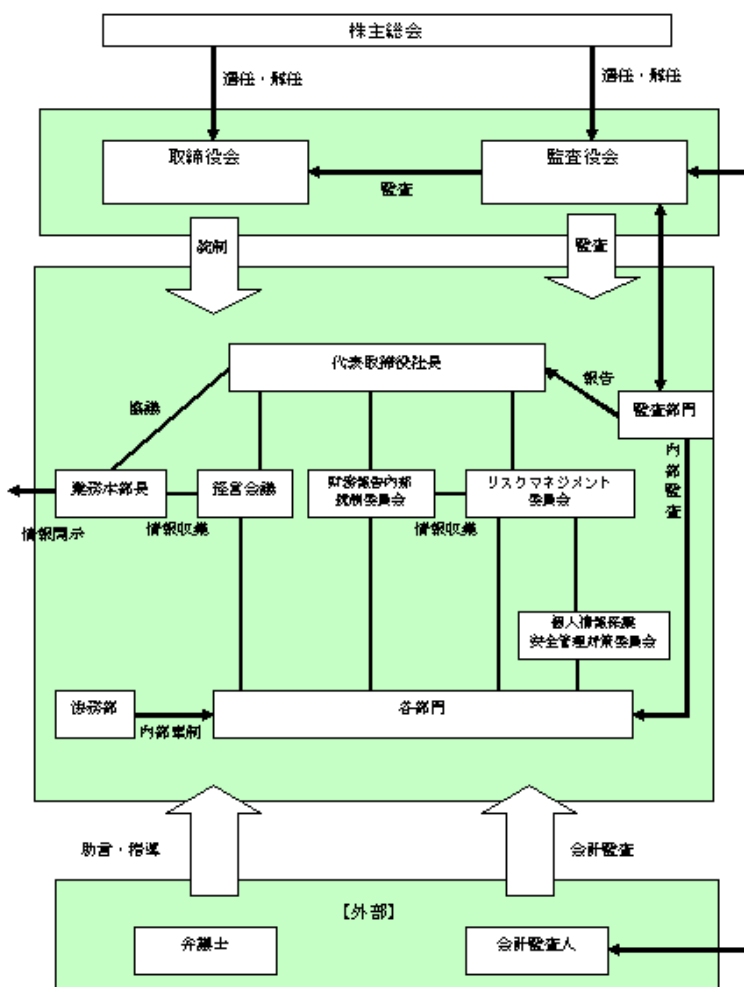 株主総会
選任・解任
選任・解任
取締役会
監査役会
監査
統制
監査
代表取締役社長
報告
協議
監査部門
内部監査
業務本部長
経営会議
財務報告内部
統制委員会
リスクマネジメント
委員会
情報開示
情報収集
情報収集
個人情報保護
安全管理対策委員会
法務部
各部門
内部牽制
助言・指導
会計監査
【外部】
弁護士
会計監査人